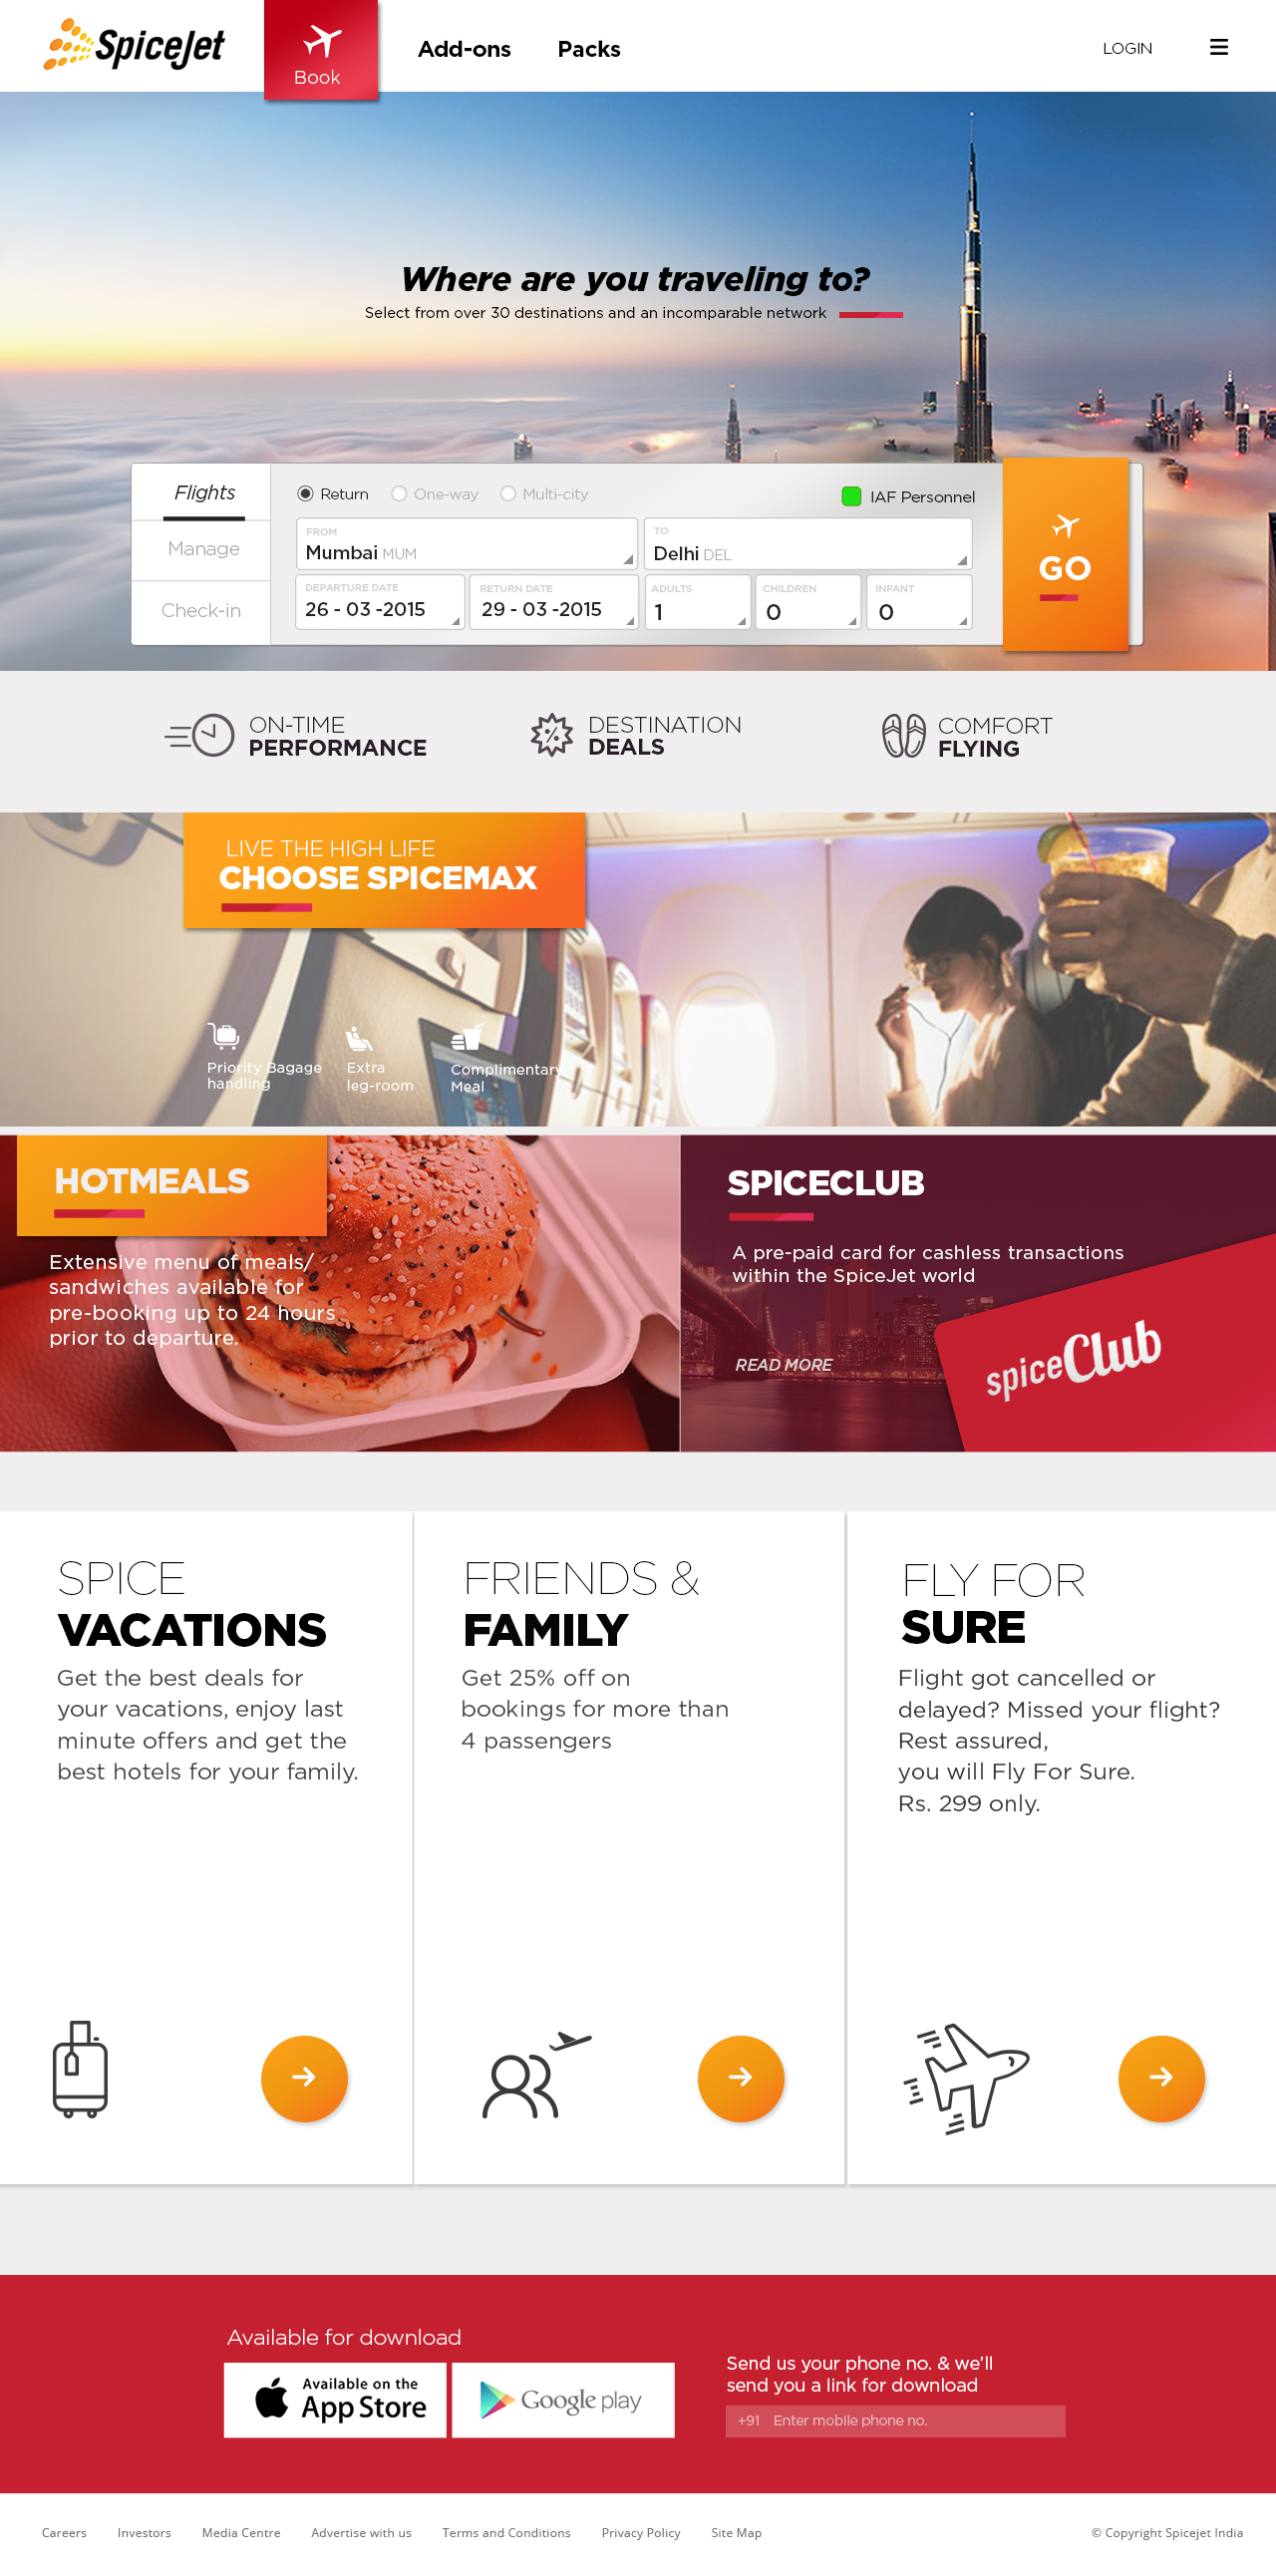 SpiceJet
Book
Add-ons
Packs
LOGIN
Where are you traveling to?
Select from over 30 destinations and an incomparable network
Flights
Manage
Check-in
Return
One-way
Multi-city
IAF Personnel
FROM
Mumbai MUM
TO
Delhi DEL
DEPARTURE DATE
26 - 03 -2015
RETURN DATE
29 - 03 -2015
ADULTS
1
CHILDREN
0
INFANT
0
GO
ON-TIME
PERFORMANCE
DESTINATION
DEALS
COMFORT
FLYING
LIVE THE HIGH LIFE
CHOOSE SPICEMAX
Priority Bagage
handling
Extra
leg-room
Complimentary
Meal
HOTMEALS
Extensive menu of meals/
sandwiches available for
pre-booking up to 24 hours
prior to departure.
SPICECLUB
A pre-paid card for cashless transactions
within the SpiceJet world
READ MORE
spiceClub
SPICE
VACATIONS
Get the best deals for
your vacations, enjoy last
minute offers and get the
best hotels for your family.
FRIENDS &
FAMILY
Get 25% off on
bookings for more than
4 passengers
FLY FOR
SURE
Flight got cancelled or
delayed? Missed your flight?
Rest assured,
you will Fly For Sure.
Rs. 299 only.
Available for download
Available on the
App Store
Google play
Send us your phone no. & we'll
send you a link for download
+91 Enter mobile phone no.
Careers
Investors
Media Centre
Advertise with us
Terms and Conditions
Privacy Policy
Site Map
© Copyright Spicejet India